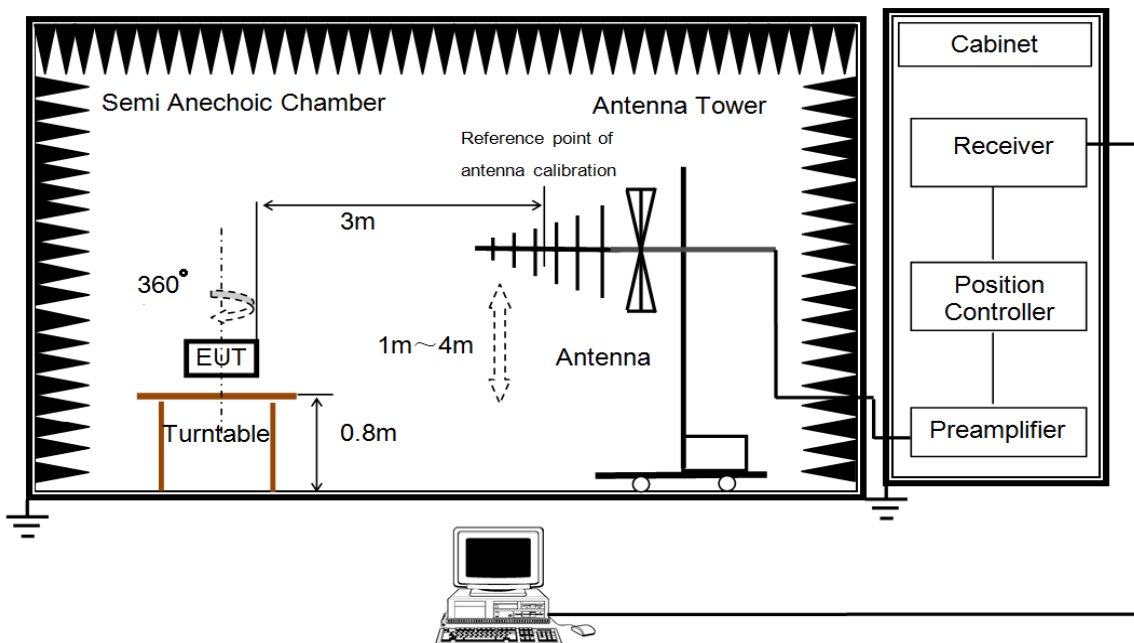 Cabinet
Semi Anechoic Chamber
Antenna Tower
Reference point of
antenna calibration
Receiver
3m
360°
Position
Controller
1m～4m
EUT
Antenna
Turntable
0.8m
Preamplifier